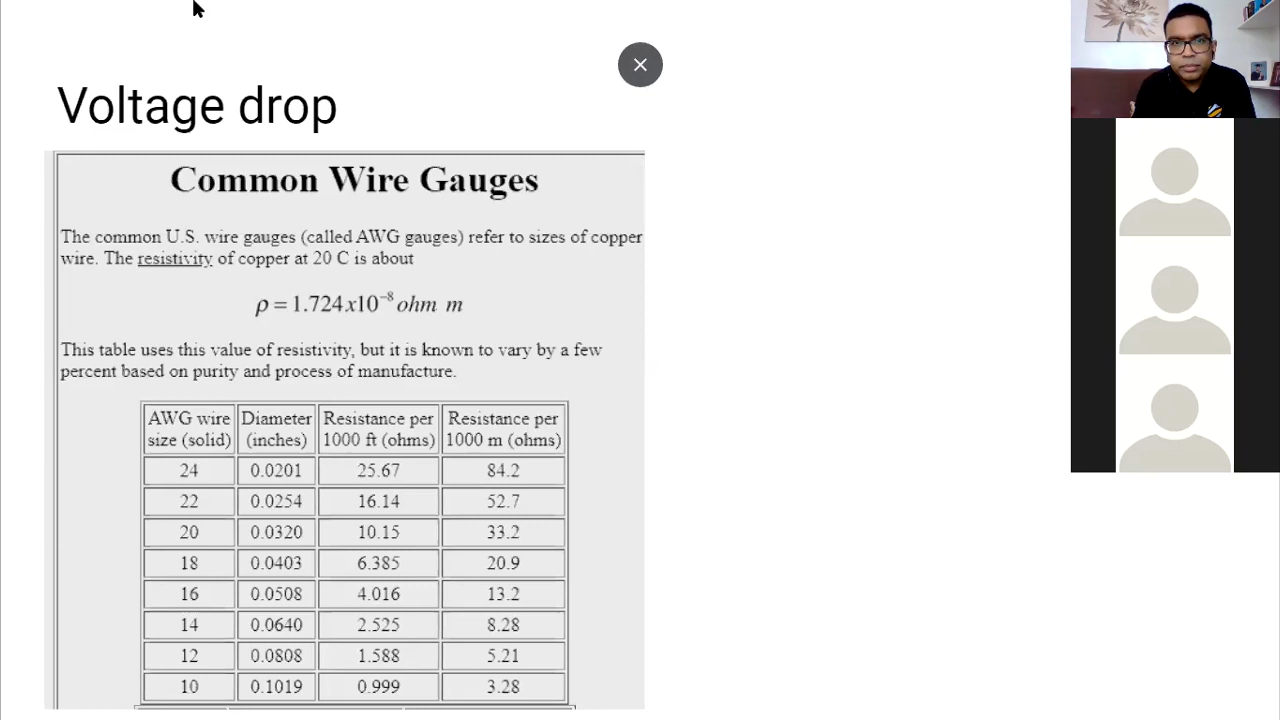 Voltage drop
Common Wire Gauges
The common U.S. wire gauges (called AWG gauges) refer to sizes of copper
wire. The resistivity of copper at 20 C is about
ρ = 1.724x10⁻⁸ ohm m
This table uses this value of resistivity, but it is known to vary by a few
percent based on purity and process of manufacture.
AWG wire size (solid) Diameter (inches) Resistance per 1000 ft (ohms) Resistance per 1000 m (ohms)
24 0.0201 25.67 84.2
22 0.0254 16.14 52.7
20 0.0320 10.15 33.2
18 0.0403 6.385 20.9
16 0.0508 4.016 13.2
14 0.0640 2.525 8.28
12 0.0808 1.588 5.21
10 0.1019 0.999 3.28